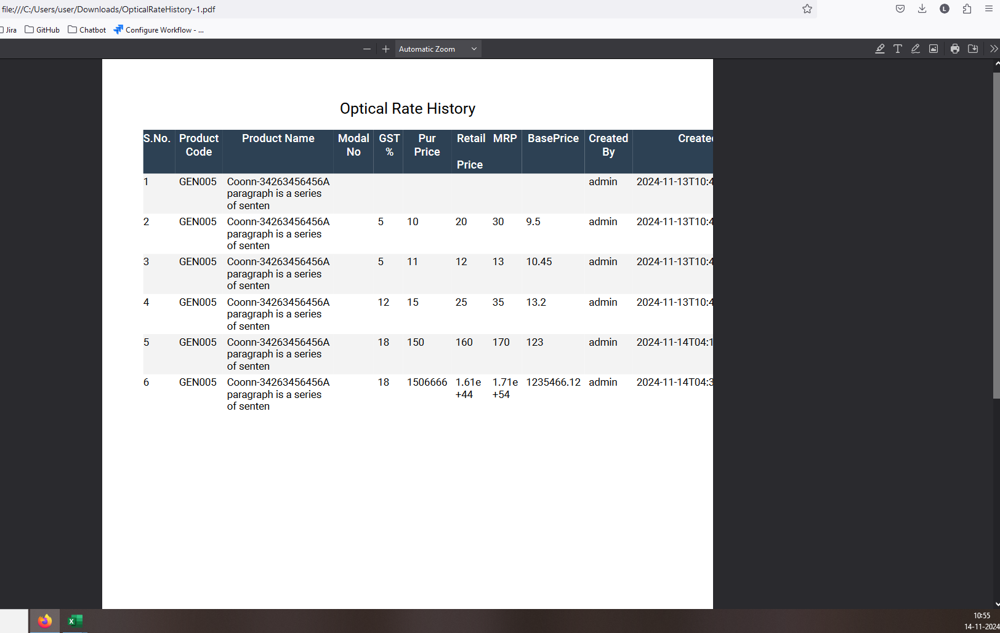 file:///C:/Users/user/Downloads/OpticalRateHistory-1.pdf
Jira GitHub Chatbot Configure Workflow - ...
Automatic Zoom
Optical Rate History
S.No. Product Code Product Name Modal No GST % Pur Price Retail Price MRP BasePrice Created By Create
1 GEN005 Coonn-34263456456A paragraph is a series of senten admin 2024-11-13T10:4
2 GEN005 Coonn-34263456456A paragraph is a series of senten 5 10 20 30 9.5 admin 2024-11-13T10:4
3 GEN005 Coonn-34263456456A paragraph is a series of senten 5 11 12 13 10.45 admin 2024-11-13T10:4
4 GEN005 Coonn-34263456456A paragraph is a series of senten 12 15 25 35 13.2 admin 2024-11-13T10:4
5 GEN005 Coonn-34263456456A paragraph is a series of senten 18 150 160 170 123 admin 2024-11-14T04:1
6 GEN005 Coonn-34263456456A paragraph is a series of senten 18 1506666 1.61e+44 1.71e+54 1235466.12 admin 2024-11-14T04:3
10:55
14-11-2024